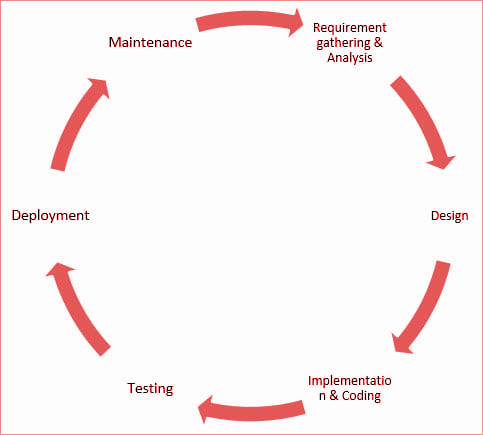 Maintenance
Requirement
gathering &
Analysis
Deployment
Design
Testing
Implementatio
n & Coding